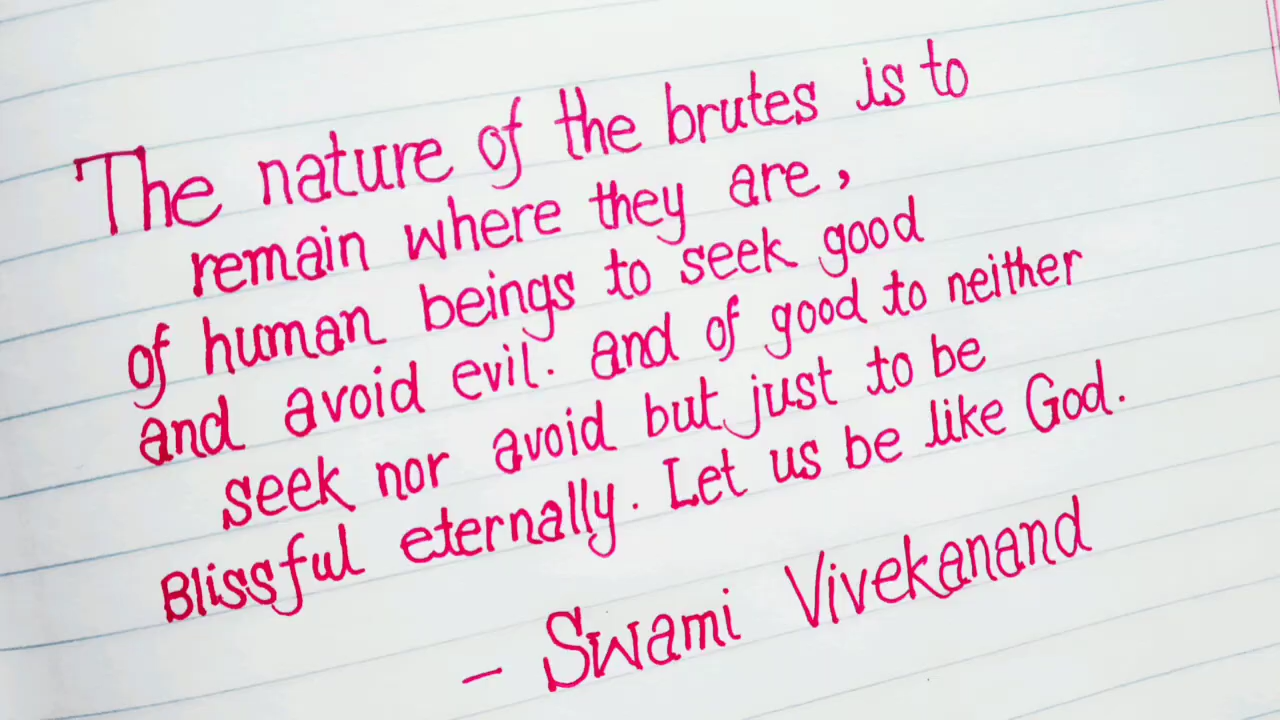 The nature of the brutes is to
remain where they are,
of human beings to seek good
and avoid evil. and of good to neither
seek nor avoid but just to be
Blissful eternally. Let us be like God.
- Swami Vivekanand